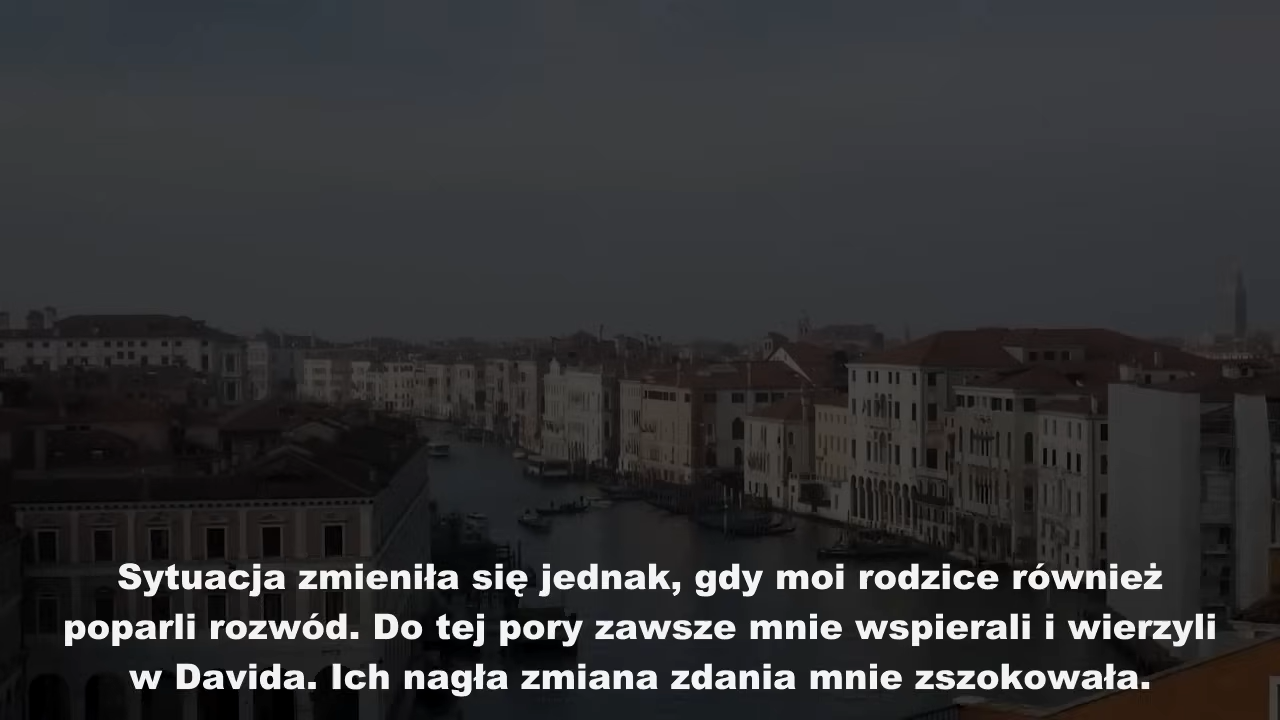 Sytuacja zmieniła się jednak, gdy moi rodzice również
poparli rozwód. Do tej pory zawsze mnie wspierali i wierzyli
w Davida. Ich nagła zmiana zdania mnie zszokowała.